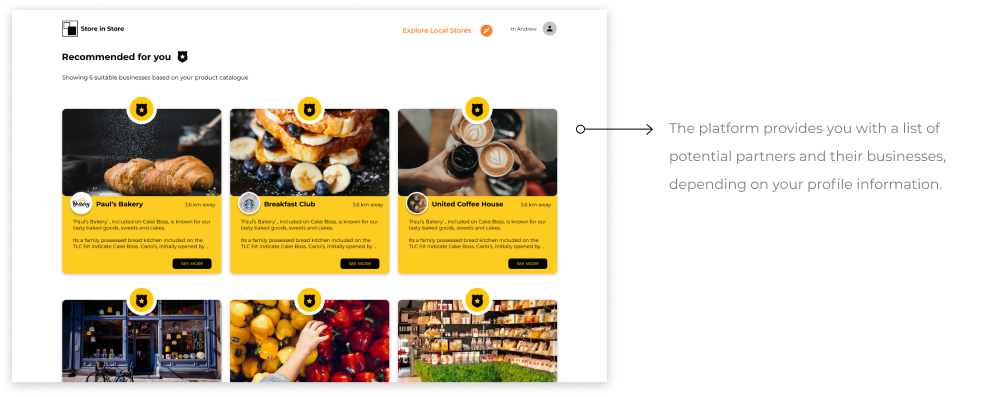 Store in Store
Explore Local Stores
Hi Andrew
Recommended for you
Showing 6 suitable businesses based on your product catalogue
Paul's Bakery
3.6 km away
'Paul's Bakery', included on Cake Boss, is known for our
tasty baked goods, sweets and cakes.
Its a family possessed bread kitchen included on the
TLC hit indicate Cake Boss. Carlo's, initially opened by ...
SEE MORE
Breakfast Club
3.6 km away
'Paul's Bakery', included on Cake Boss, is known for our
tasty baked goods, sweets and cakes.
Its a family possessed bread kitchen included on the
TLC hit indicate Cake Boss. Carlo's, initially opened by ...
SEE MORE
United Coffee House
3.6 km away
'Paul's Bakery', included on Cake Boss, is known for our
tasty baked goods, sweets and cakes.
Its a family possessed bread kitchen included on the
TLC hit indicate Cake Boss. Carlo's, initially opened by ...
SEE MORE
The platform provides you with a list of
potential partners and their businesses,
depending on your profile information.